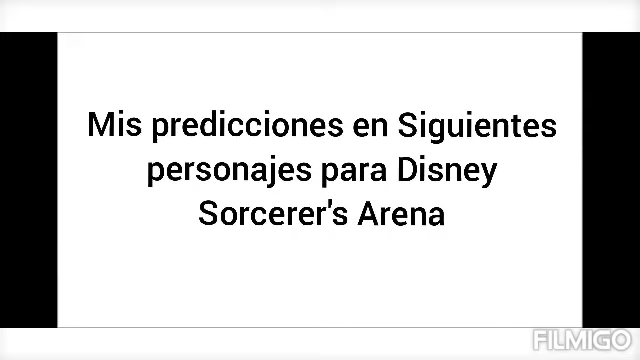 Mis predicciones en Siguientes
personajes para Disney
Sorcerer's Arena
FILMIGO